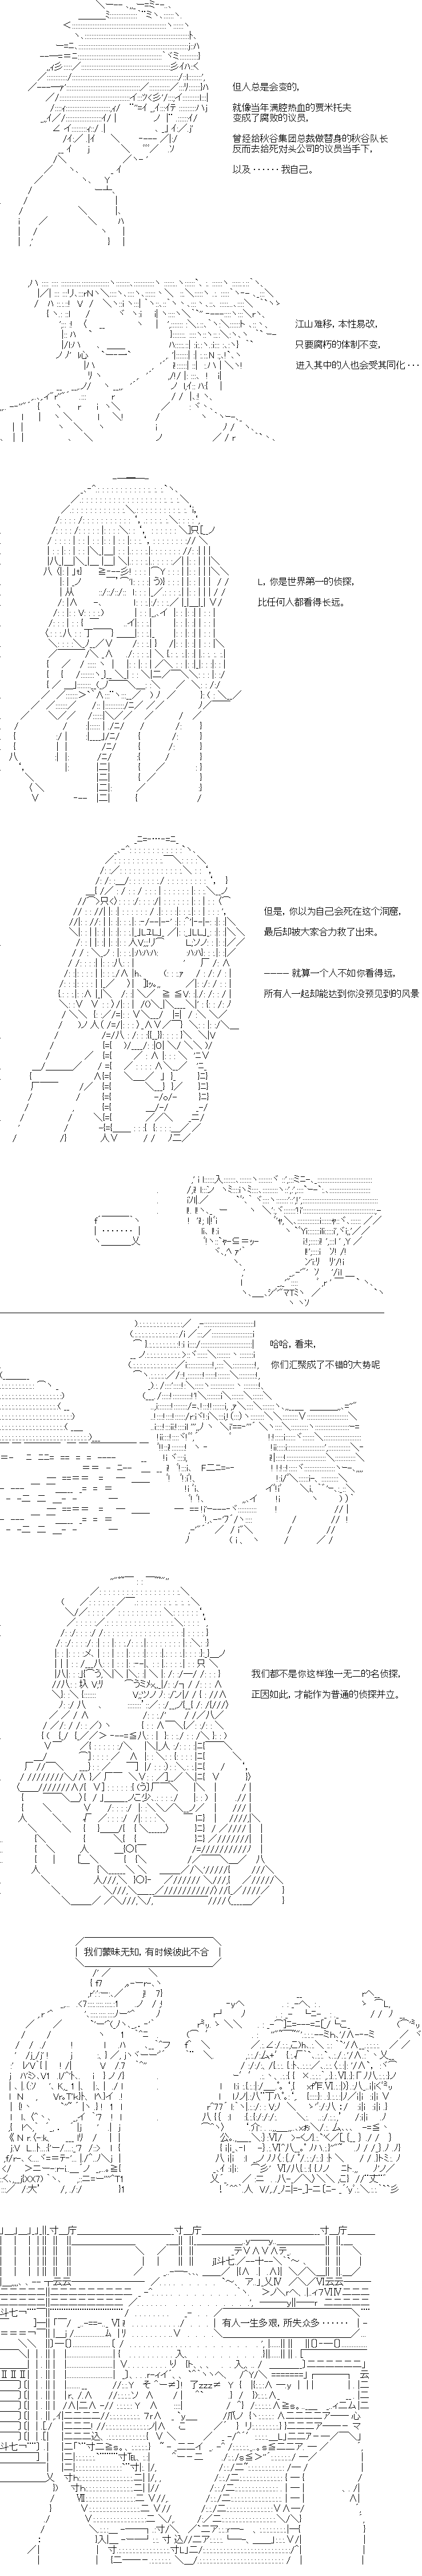 但人总是会变的，
就像当年满腔热血的贾米托夫
变成了腐败的议员，
曾经给秋谷集团总裁做替身的秋谷队长
反而去给死对头公司的议员当手下，
以及······我自己。
江山难移，本性易改，
只要腐朽的体制不变，
进入其中的人也会受其同化···
L，你是世界第一的侦探，
比任何人都看得长远。
但是，你以为自己会死在这个洞窟，
最后却被大家合力救了出来。
———— 就算一个人不如你看得远，
所有人一起却能达到你没预见到的风景
·······
哈哈，看来，
你们汇聚成了不错的大势呢
我们都不是你这样独一无二的名侦探，
正因如此，才能作为普通的侦探并立。
我们蒙昧无知，有时候彼此不合
有人一生多艰，所失众多······